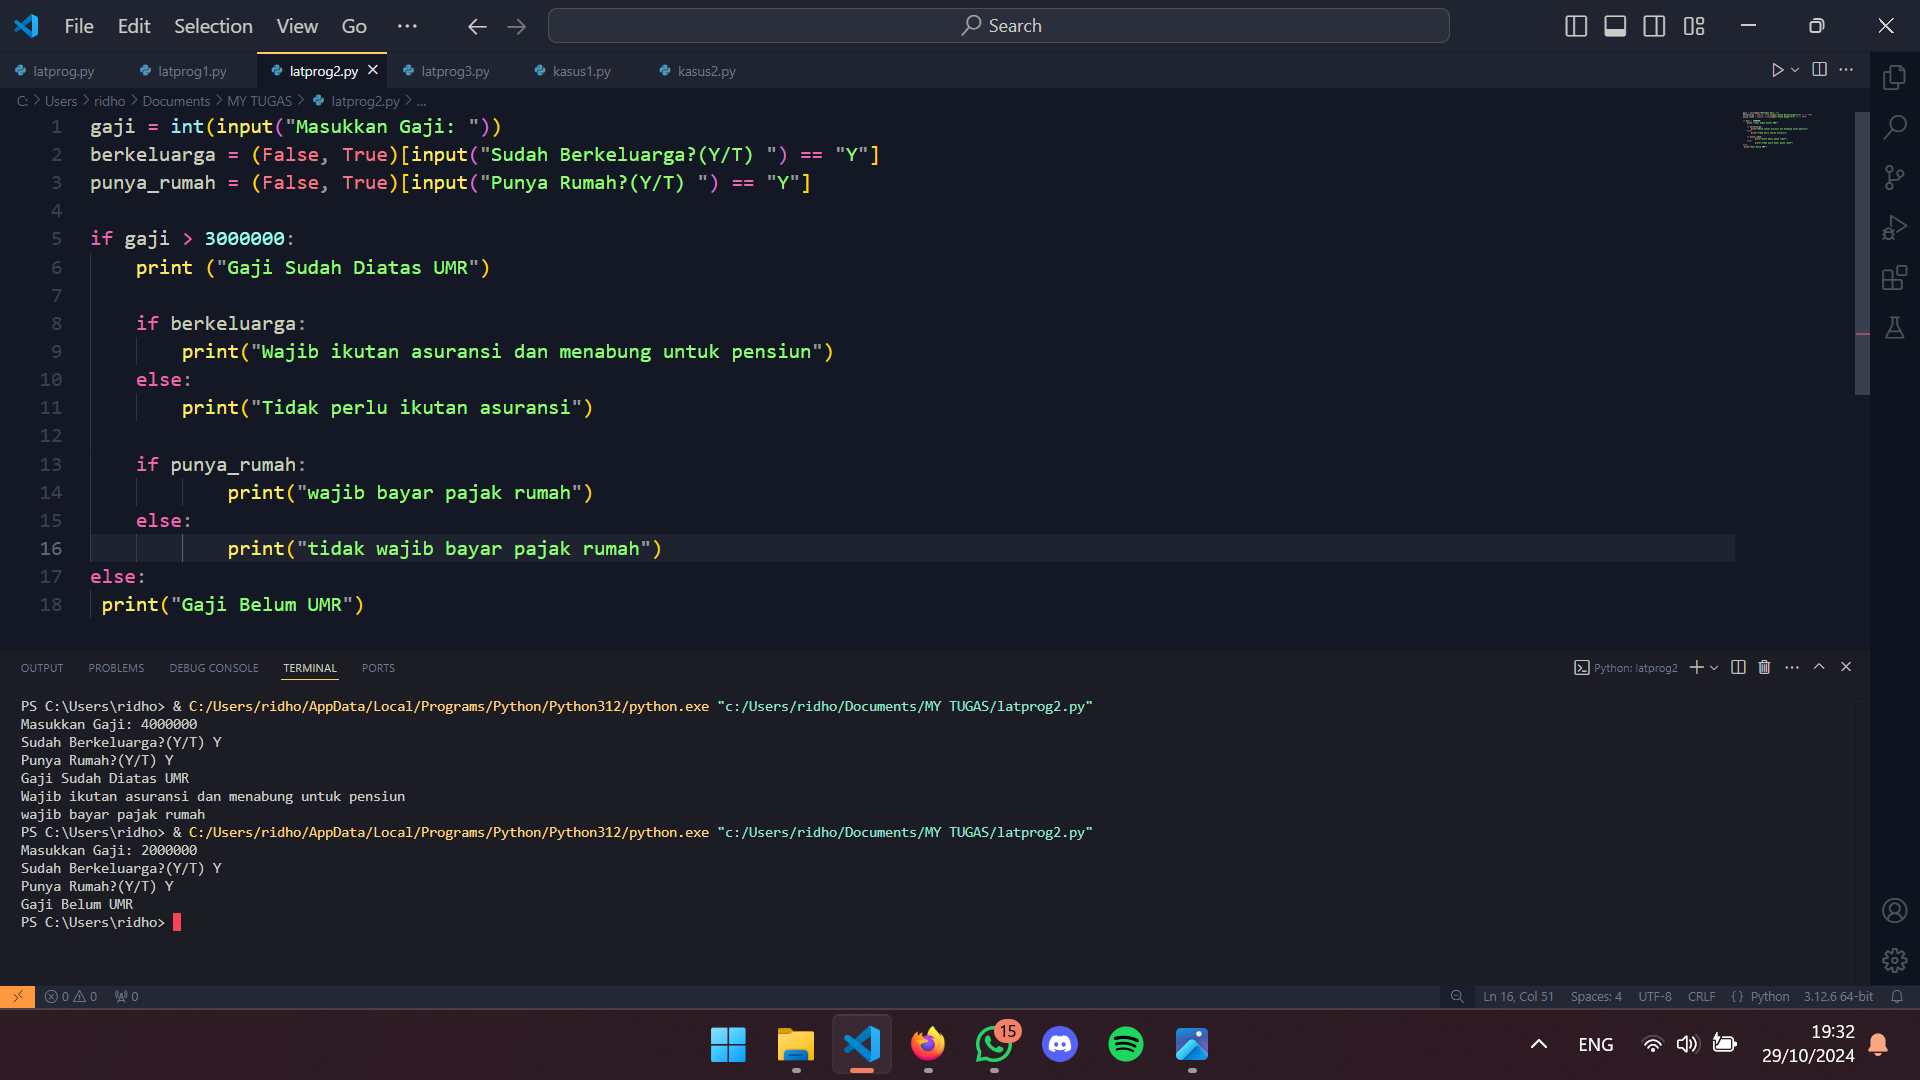 File Edit Selection View Go ··· Search
latprog.py latprog1.py latprog2.py latprog3.py kasus1.py kasus2.py
C: > Users > ridho > Documents > MY TUGAS > latprog2.py > ...
1 gaji = int(input("Masukkan Gaji: "))
2 berkeluarga = (False, True)[input("Sudah Berkeluarga?(Y/T) ") == "Y"]
3 punya_rumah = (False, True)[input("Punya Rumah?(Y/T) ") == "Y"]
4
5 if gaji > 3000000:
6     print ("Gaji Sudah Diatas UMR")
7
8     if berkeluarga:
9         print("Wajib ikutan asuransi dan menabung untuk pensiun")
10     else:
11         print("Tidak perlu ikutan asuransi")
12
13     if punya_rumah:
14             print("wajib bayar pajak rumah")
15     else:
16             print("tidak wajib bayar pajak rumah")
17 else:
18  print("Gaji Belum UMR")
OUTPUT PROBLEMS DEBUG CONSOLE TERMINAL PORTS Python: latprog2
PS C:\Users\ridho> & C:/Users/ridho/AppData/Local/Programs/Python/Python312/python.exe "c:/Users/ridho/Documents/MY TUGAS/latprog2.py"
Masukkan Gaji: 4000000
Sudah Berkeluarga?(Y/T) Y
Punya Rumah?(Y/T) Y
Gaji Sudah Diatas UMR
Wajib ikutan asuransi dan menabung untuk pensiun
wajib bayar pajak rumah
PS C:\Users\ridho> & C:/Users/ridho/AppData/Local/Programs/Python/Python312/python.exe "c:/Users/ridho/Documents/MY TUGAS/latprog2.py"
Masukkan Gaji: 2000000
Sudah Berkeluarga?(Y/T) Y
Punya Rumah?(Y/T) Y
Gaji Belum UMR
PS C:\Users\ridho>
0 0 0 Ln 16, Col 51 Spaces: 4 UTF-8 CRLF {} Python 3.12.6 64-bit
15 ENG 19:32
29/10/2024